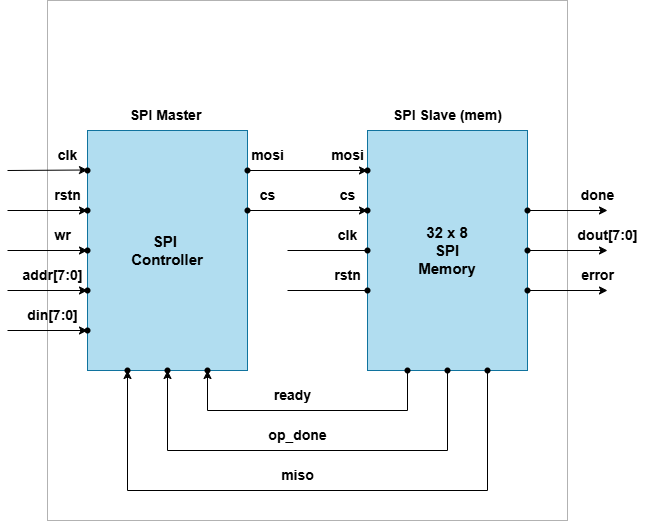 SPI Master
SPI Slave (mem)
clk
mosi
mosi
rstn
cs
cs
done
wr
SPI
Controller
clk
32 x 8
SPI
Memory
dout[7:0]
addr[7:0]
rstn
error
din[7:0]
ready
op_done
miso